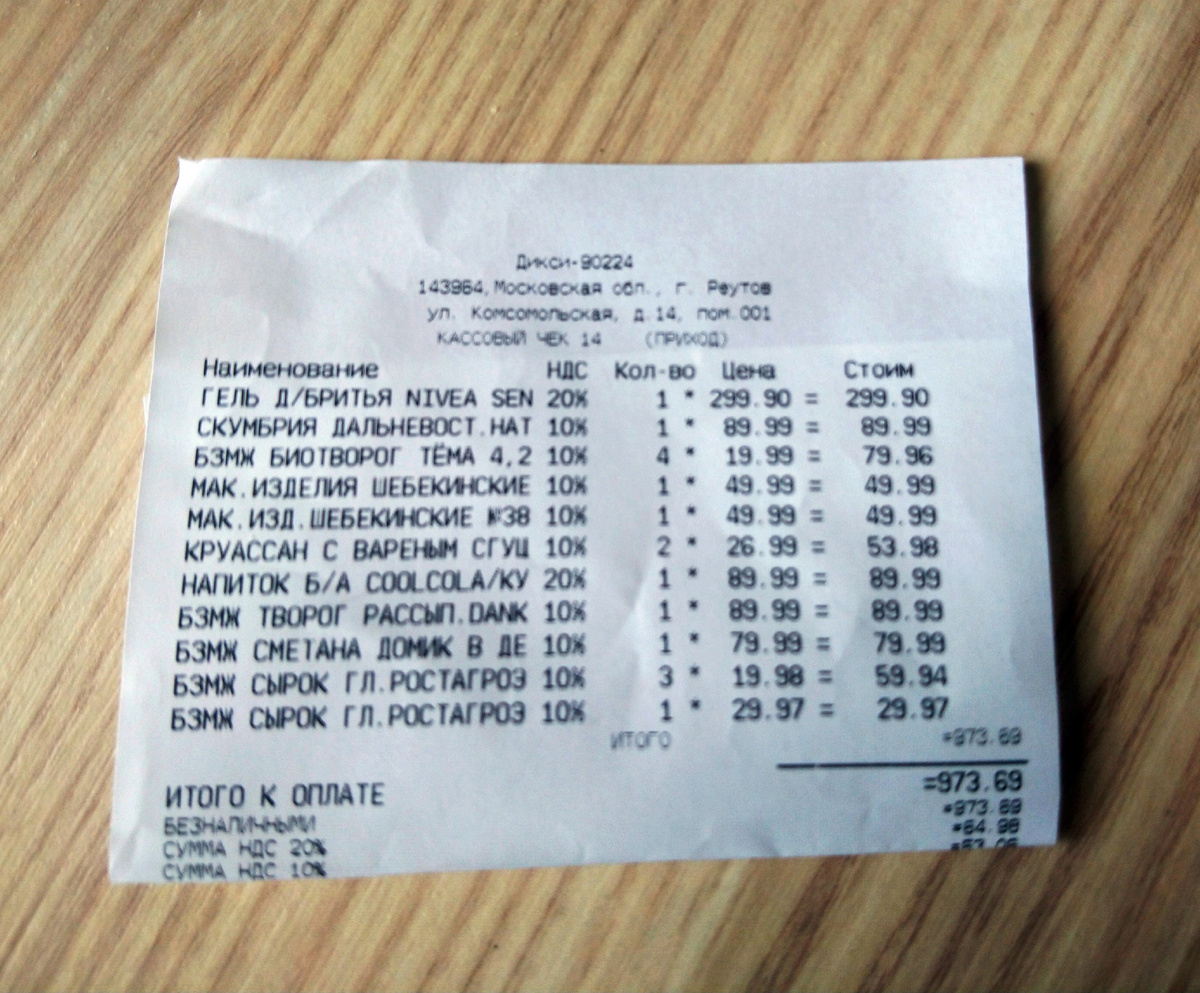 Дикси-90224
143964, Московская обл., г. Реутов
ул. Комсомольская, д.14, пом.001
КАССОВЫЙ ЧЕК 14 (ПРИХОД)
Наименование НДС Кол-во Цена Стоим
ГЕЛЬ Д/БРИТЬЯ NIVEA SEN 20% 1 * 299.90 = 299.90
СКУМБРИЯ ДАЛЬНЕВОСТ.НАТ 10% 1 * 89.99 = 89.99
БЗМЖ БИОТВОРОГ ТЁМА 4,2 10% 4 * 19.99 = 79.96
МАК.ИЗДЕЛИЯ ШЕБЕКИНСКИЕ 10% 1 * 49.99 = 49.99
МАК.ИЗД.ШЕБЕКИНСКИЕ №38 10% 1 * 49.99 = 49.99
КРУАССАН С ВАРЕНЫМ СГУЩ 10% 2 * 26.99 = 53.98
НАПИТОК Б/А COOLCOLA/КУ 20% 1 * 89.99 = 89.99
БЗМЖ ТВОРОГ РАССЫП.DANK 10% 1 * 89.99 = 89.99
БЗМЖ СМЕТАНА ДОМИК В ДЕ 10% 1 * 79.99 = 79.99
БЗМЖ СЫРОК ГЛ.РОСТАГРОЭ 10% 3 * 19.98 = 59.94
БЗМЖ СЫРОК ГЛ.РОСТАГРОЭ 10% 1 * 29.97 = 29.97
ИТОГО =973.69
ИТОГО К ОПЛАТЕ =973.69
БЕЗНАЛИЧНЫМИ =973.69
СУММА НДС 20% =64.98
СУММА НДС 10%